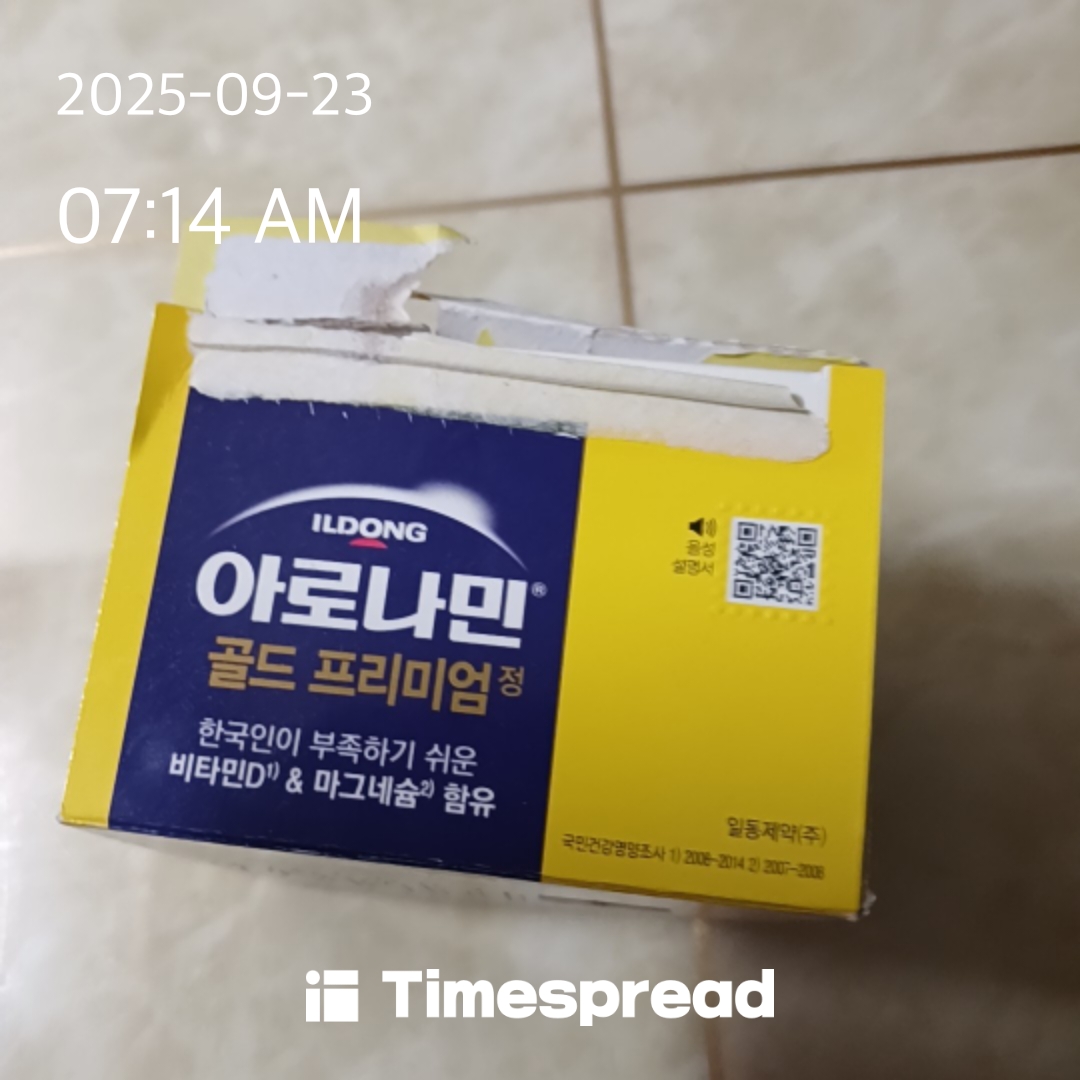 2025-09-23
07:14 AM
ILDONG
아로나민®
골드 프리미엄정
한국인이 부족하기 쉬운
비타민D1) & 마그네슘2) 함유
음성
설명서
일동제약(주)
국민건강영양조사 1) 2008-2014 2) 2007-2008
Timespread